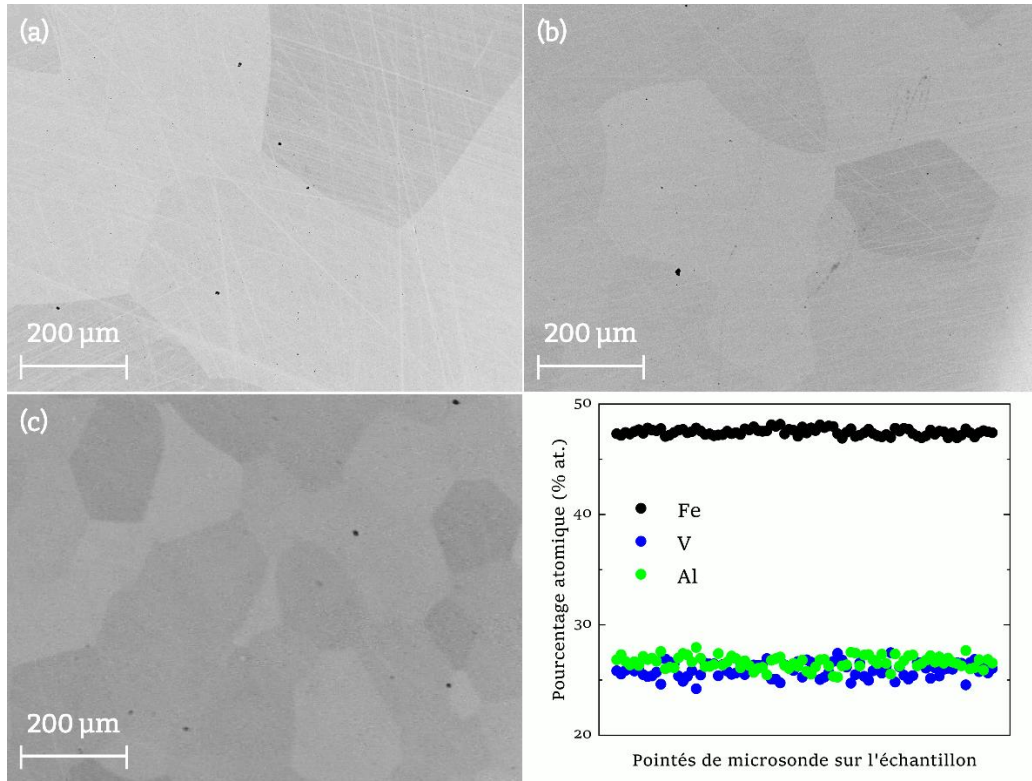 (a)
200 µm
(b)
200 µm
(c)
200 µm
50
40
30
20
Pourcentage atomique (% at.)
Fe
V
Al
Pointés de microsonde sur l'échantillon